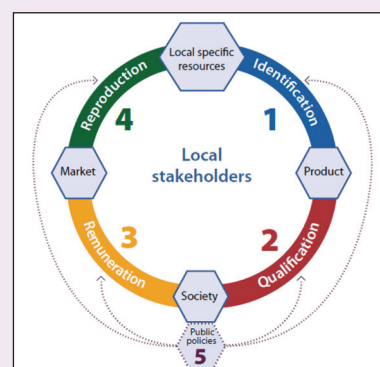 Local specific
resources
Reproduction
Identification
4
1
Market
Local
stakeholders
Product
3
2
Remuneration
Qualification
Society
Public
policies
5